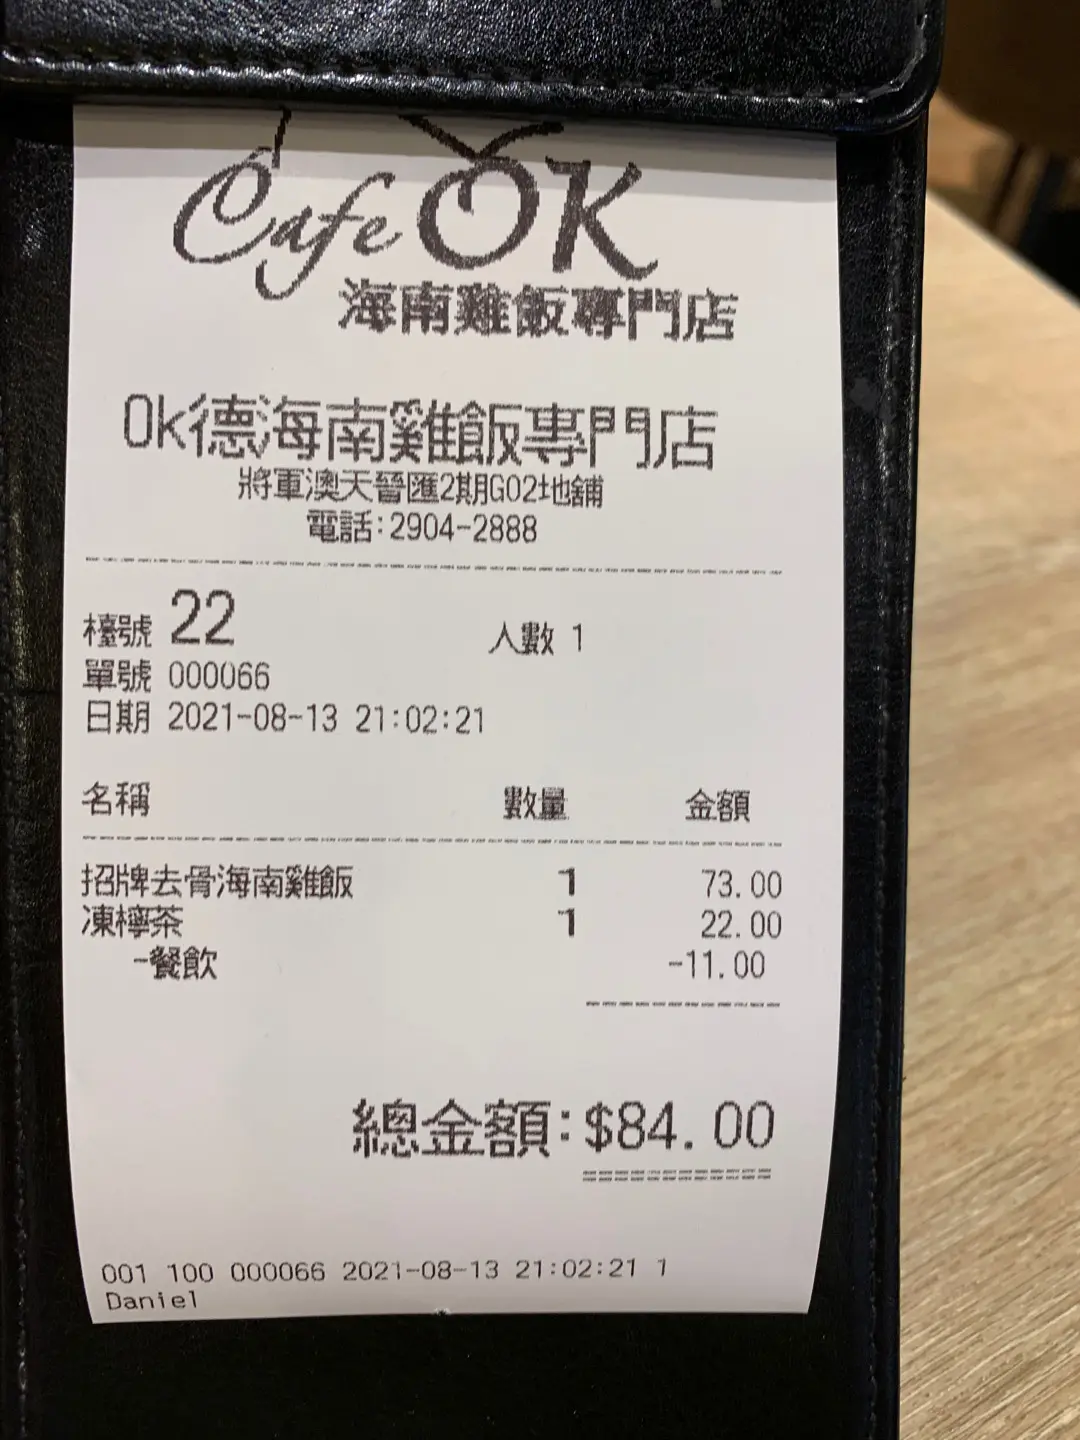 Cafe OK
海南雞飯專門店
Ok德海南雞飯專門店
將軍澳天晉匯2期G02地舖
電話:2904-2888
檯號 22 人數 1
單號 000066
日期 2021-08-13 21:02:21
名稱 數量 金額
招牌去骨海南雞飯 1 73.00
凍檸茶 1 22.00
-餐飲 -11.00
總金額:$84.00
001 100 000066 2021-08-13 21:02:21 1
Daniel